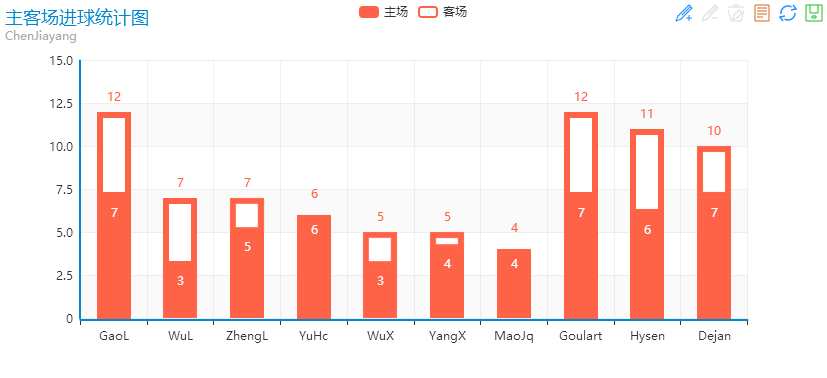 主客场进球统计图
ChenJiayang
主场 客场
15.0
12.5
10.0
7.5
5.0
2.5
0
12 7 7 6 5 5 4 12 11 10
7 3 5 6 3 4 4 7 6 7
GaoL WuL ZhengL YuHc WuX YangX MaoJq Goulart Hysen Dejan